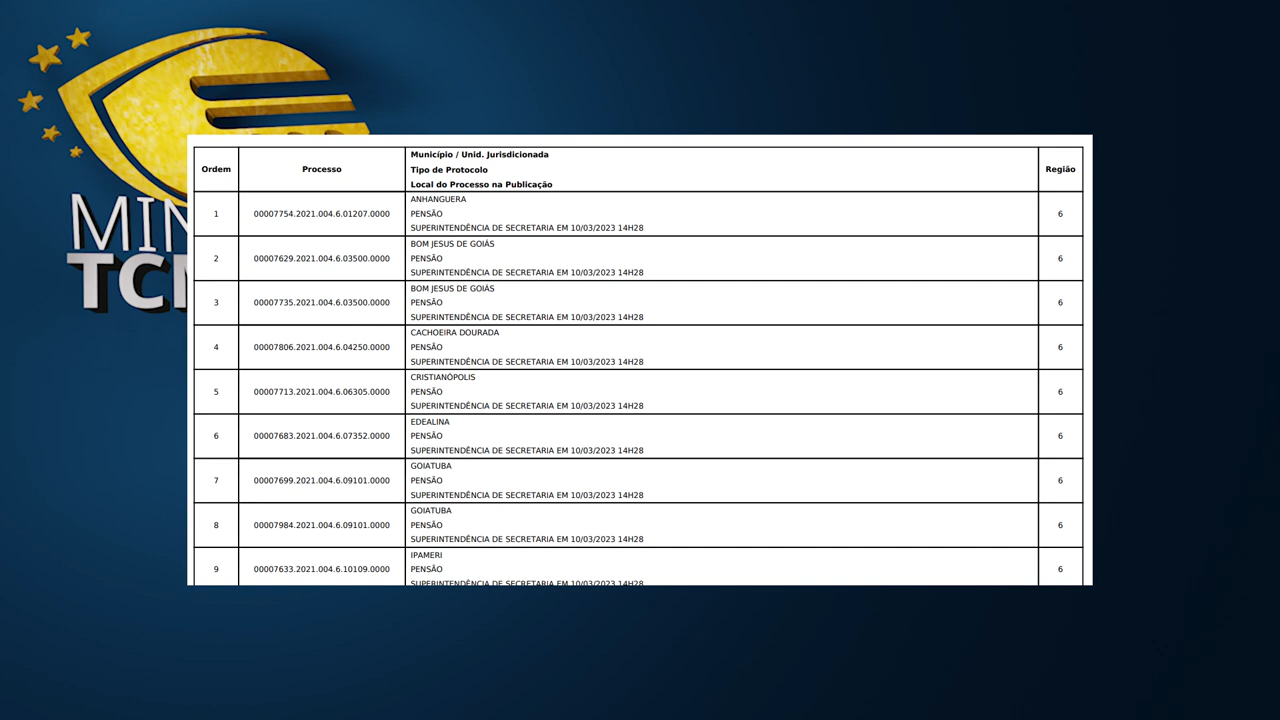 MIN
TCM
Ordem
Processo
Município / Unid. Jurisdicionada
Tipo de Protocolo
Local do Processo na Publicação
Região
1
00007754.2021.004.6.01207.0000
ANHANGUERA
PENSÃO
SUPERINTENDÊNCIA DE SECRETARIA EM 10/03/2023 14H28
6
2
00007629.2021.004.6.03500.0000
BOM JESUS DE GOIÁS
PENSÃO
SUPERINTENDÊNCIA DE SECRETARIA EM 10/03/2023 14H28
6
3
00007735.2021.004.6.03500.0000
BOM JESUS DE GOIÁS
PENSÃO
SUPERINTENDÊNCIA DE SECRETARIA EM 10/03/2023 14H28
6
4
00007806.2021.004.6.04250.0000
CACHOEIRA DOURADA
PENSÃO
SUPERINTENDÊNCIA DE SECRETARIA EM 10/03/2023 14H28
6
5
00007713.2021.004.6.06305.0000
CRISTIANÓPOLIS
PENSÃO
SUPERINTENDÊNCIA DE SECRETARIA EM 10/03/2023 14H28
6
6
00007683.2021.004.6.07352.0000
EDEALINA
PENSÃO
SUPERINTENDÊNCIA DE SECRETARIA EM 10/03/2023 14H28
6
7
00007699.2021.004.6.09101.0000
GOIATUBA
PENSÃO
SUPERINTENDÊNCIA DE SECRETARIA EM 10/03/2023 14H28
6
8
00007984.2021.004.6.09101.0000
GOIATUBA
PENSÃO
SUPERINTENDÊNCIA DE SECRETARIA EM 10/03/2023 14H28
6
9
00007633.2021.004.6.10109.0000
IPAMERI
PENSÃO
SUPERINTENDÊNCIA DE SECRETARIA EM 10/03/2023 14H28
6